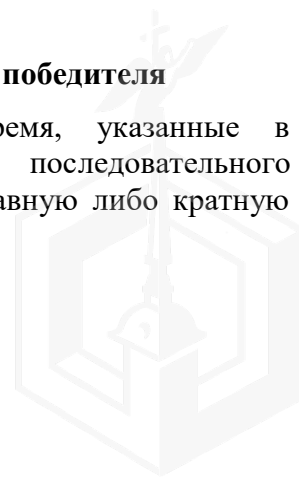 победителя
ремя, указанные в
последовательного
авную либо кратную